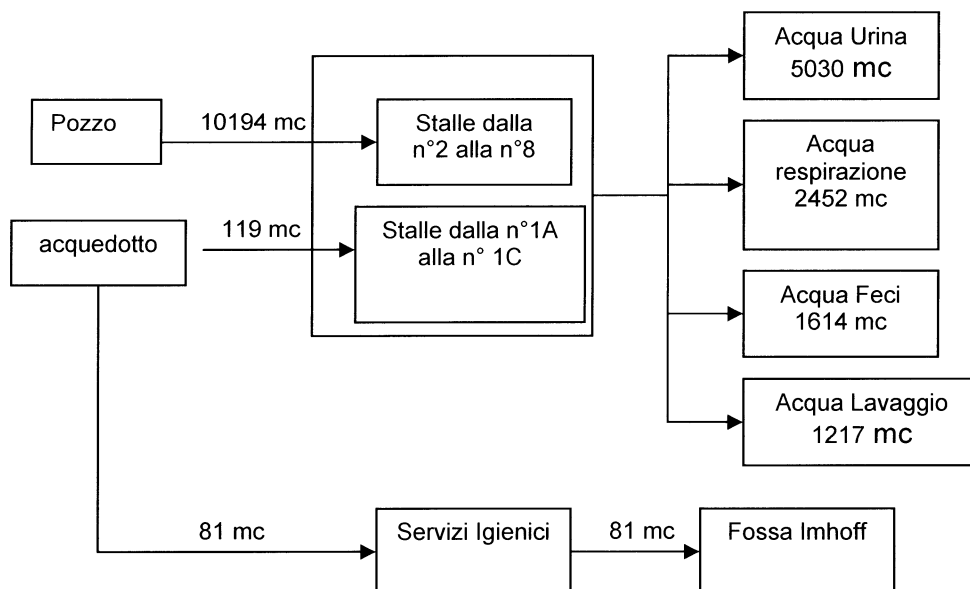 Pozzo
10194 mc
Stalle dalla
n°2 alla n°8
acquedotto
119 mc
Stalle dalla n°1A
alla n° 1C
Acqua Urina
5030 mc
Acqua
respirazione
2452 mc
Acqua Feci
1614 mc
Acqua Lavaggio
1217 mc
81 mc
Servizi Igienici
81 mc
Fossa Imhoff